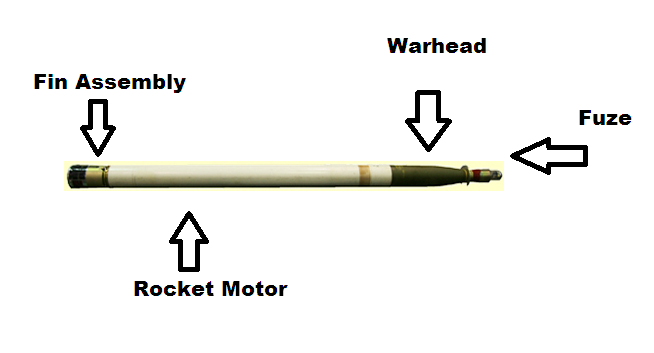 Warhead
Fin Assembly
Fuze
Rocket Motor